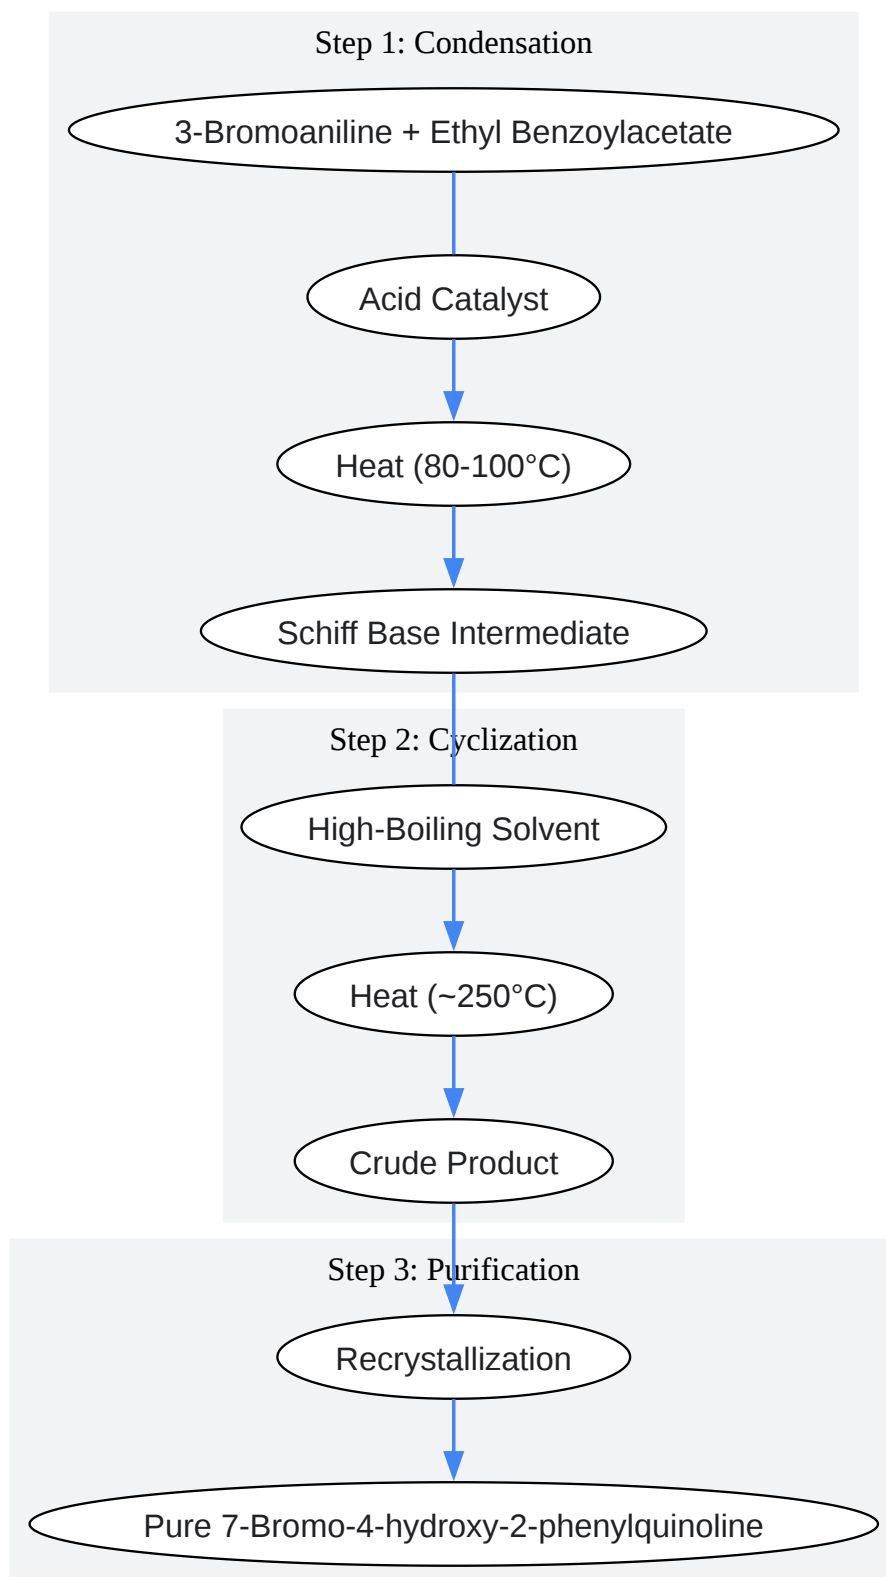 Step 1: Condensation
3-Bromoaniline + Ethyl Benzoylacetate
Acid Catalyst
Heat (80-100°C)
Schiff Base Intermediate
Step 2: Cyclization
High-Boiling Solvent
Heat (~250°C)
Crude Product
Step 3: Purification
Recrystallization
Pure 7-Bromo-4-hydroxy-2-phenylquinoline